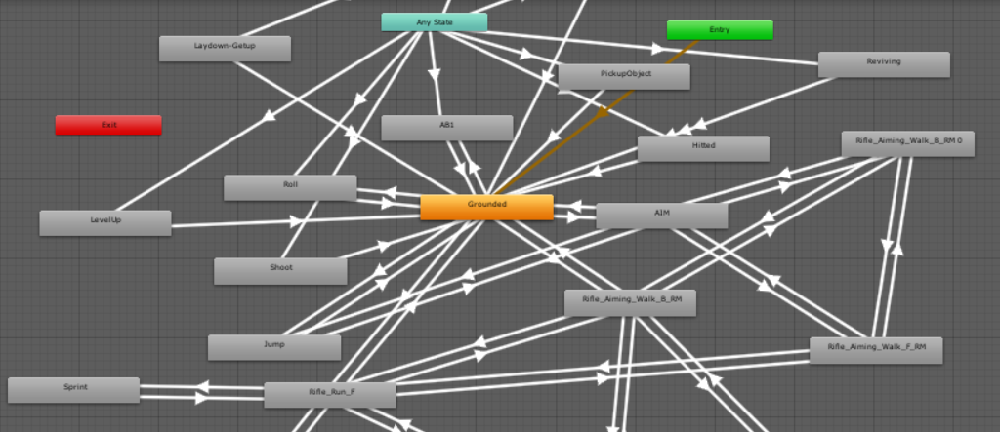 Any State
Entry
Laydown-Getup
Reviving
PickupObject
Exit
AB1
Hitted
Rifle_Aiming_Walk_B_RM 0
Roll
Grounded
AIM
LevelUp
Shoot
Rifle_Aiming_Walk_B_RM
Jump
Rifle_Aiming_Walk_F_RM
Sprint
Rifle_Run_F